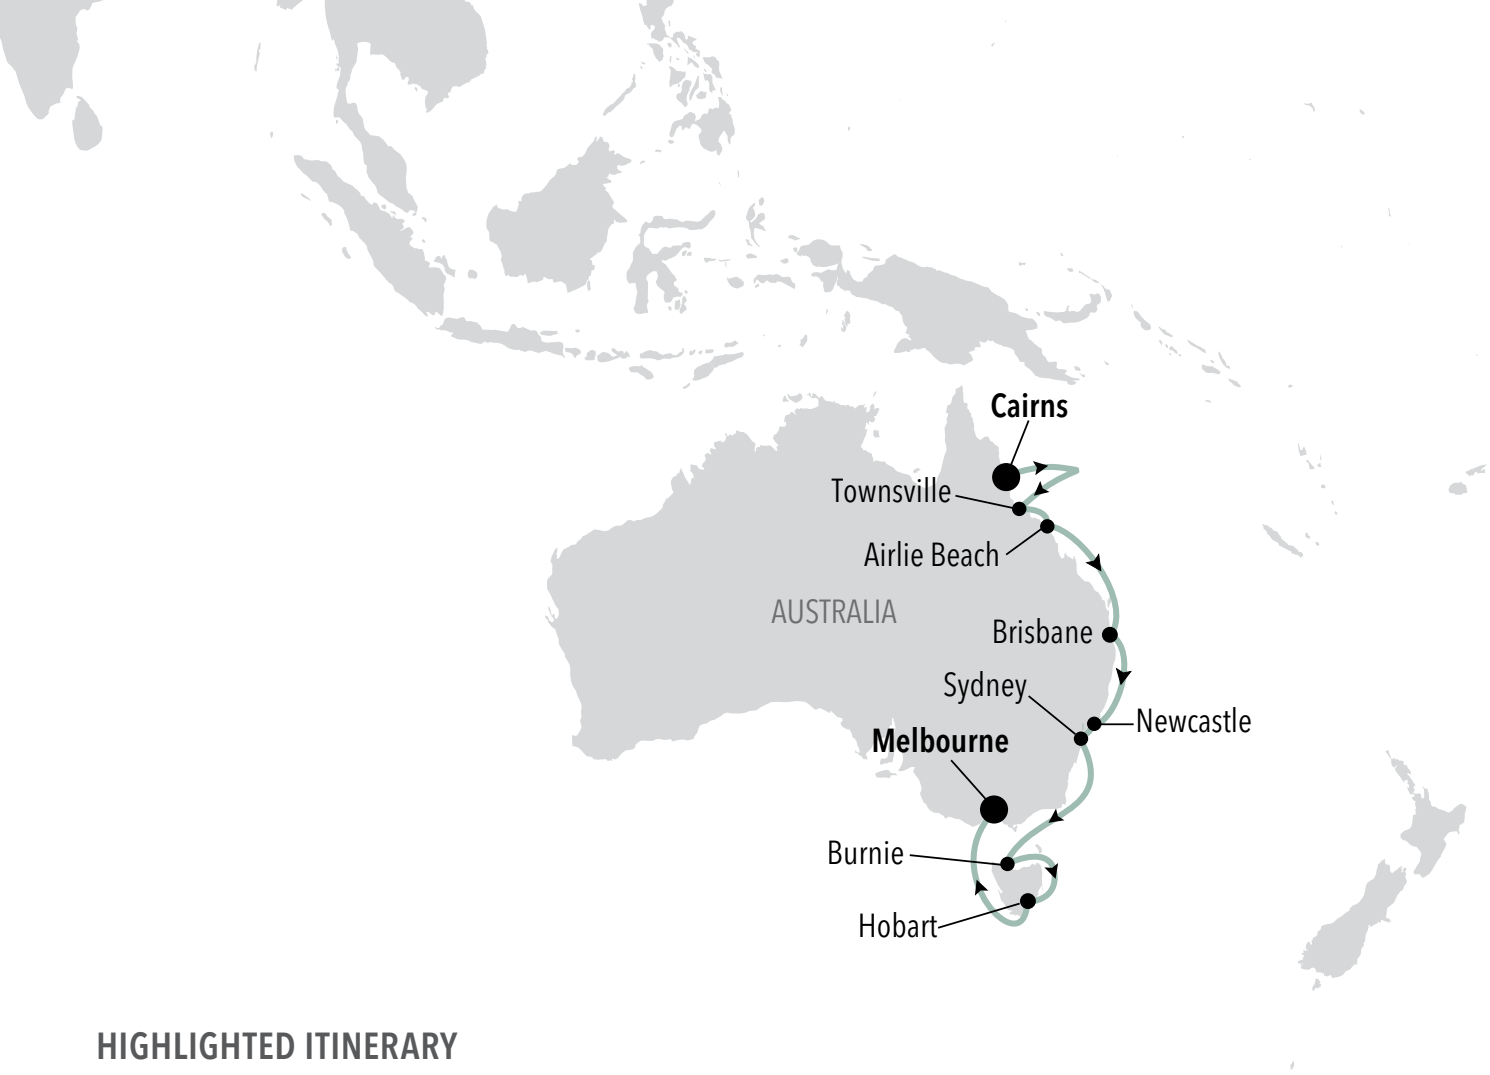 Cairns
Townsville
Airlie Beach
AUSTRALIA
Brisbane
Sydney
Newcastle
Melbourne
Burnie
Hobart
HIGHLIGHTED ITINERARY